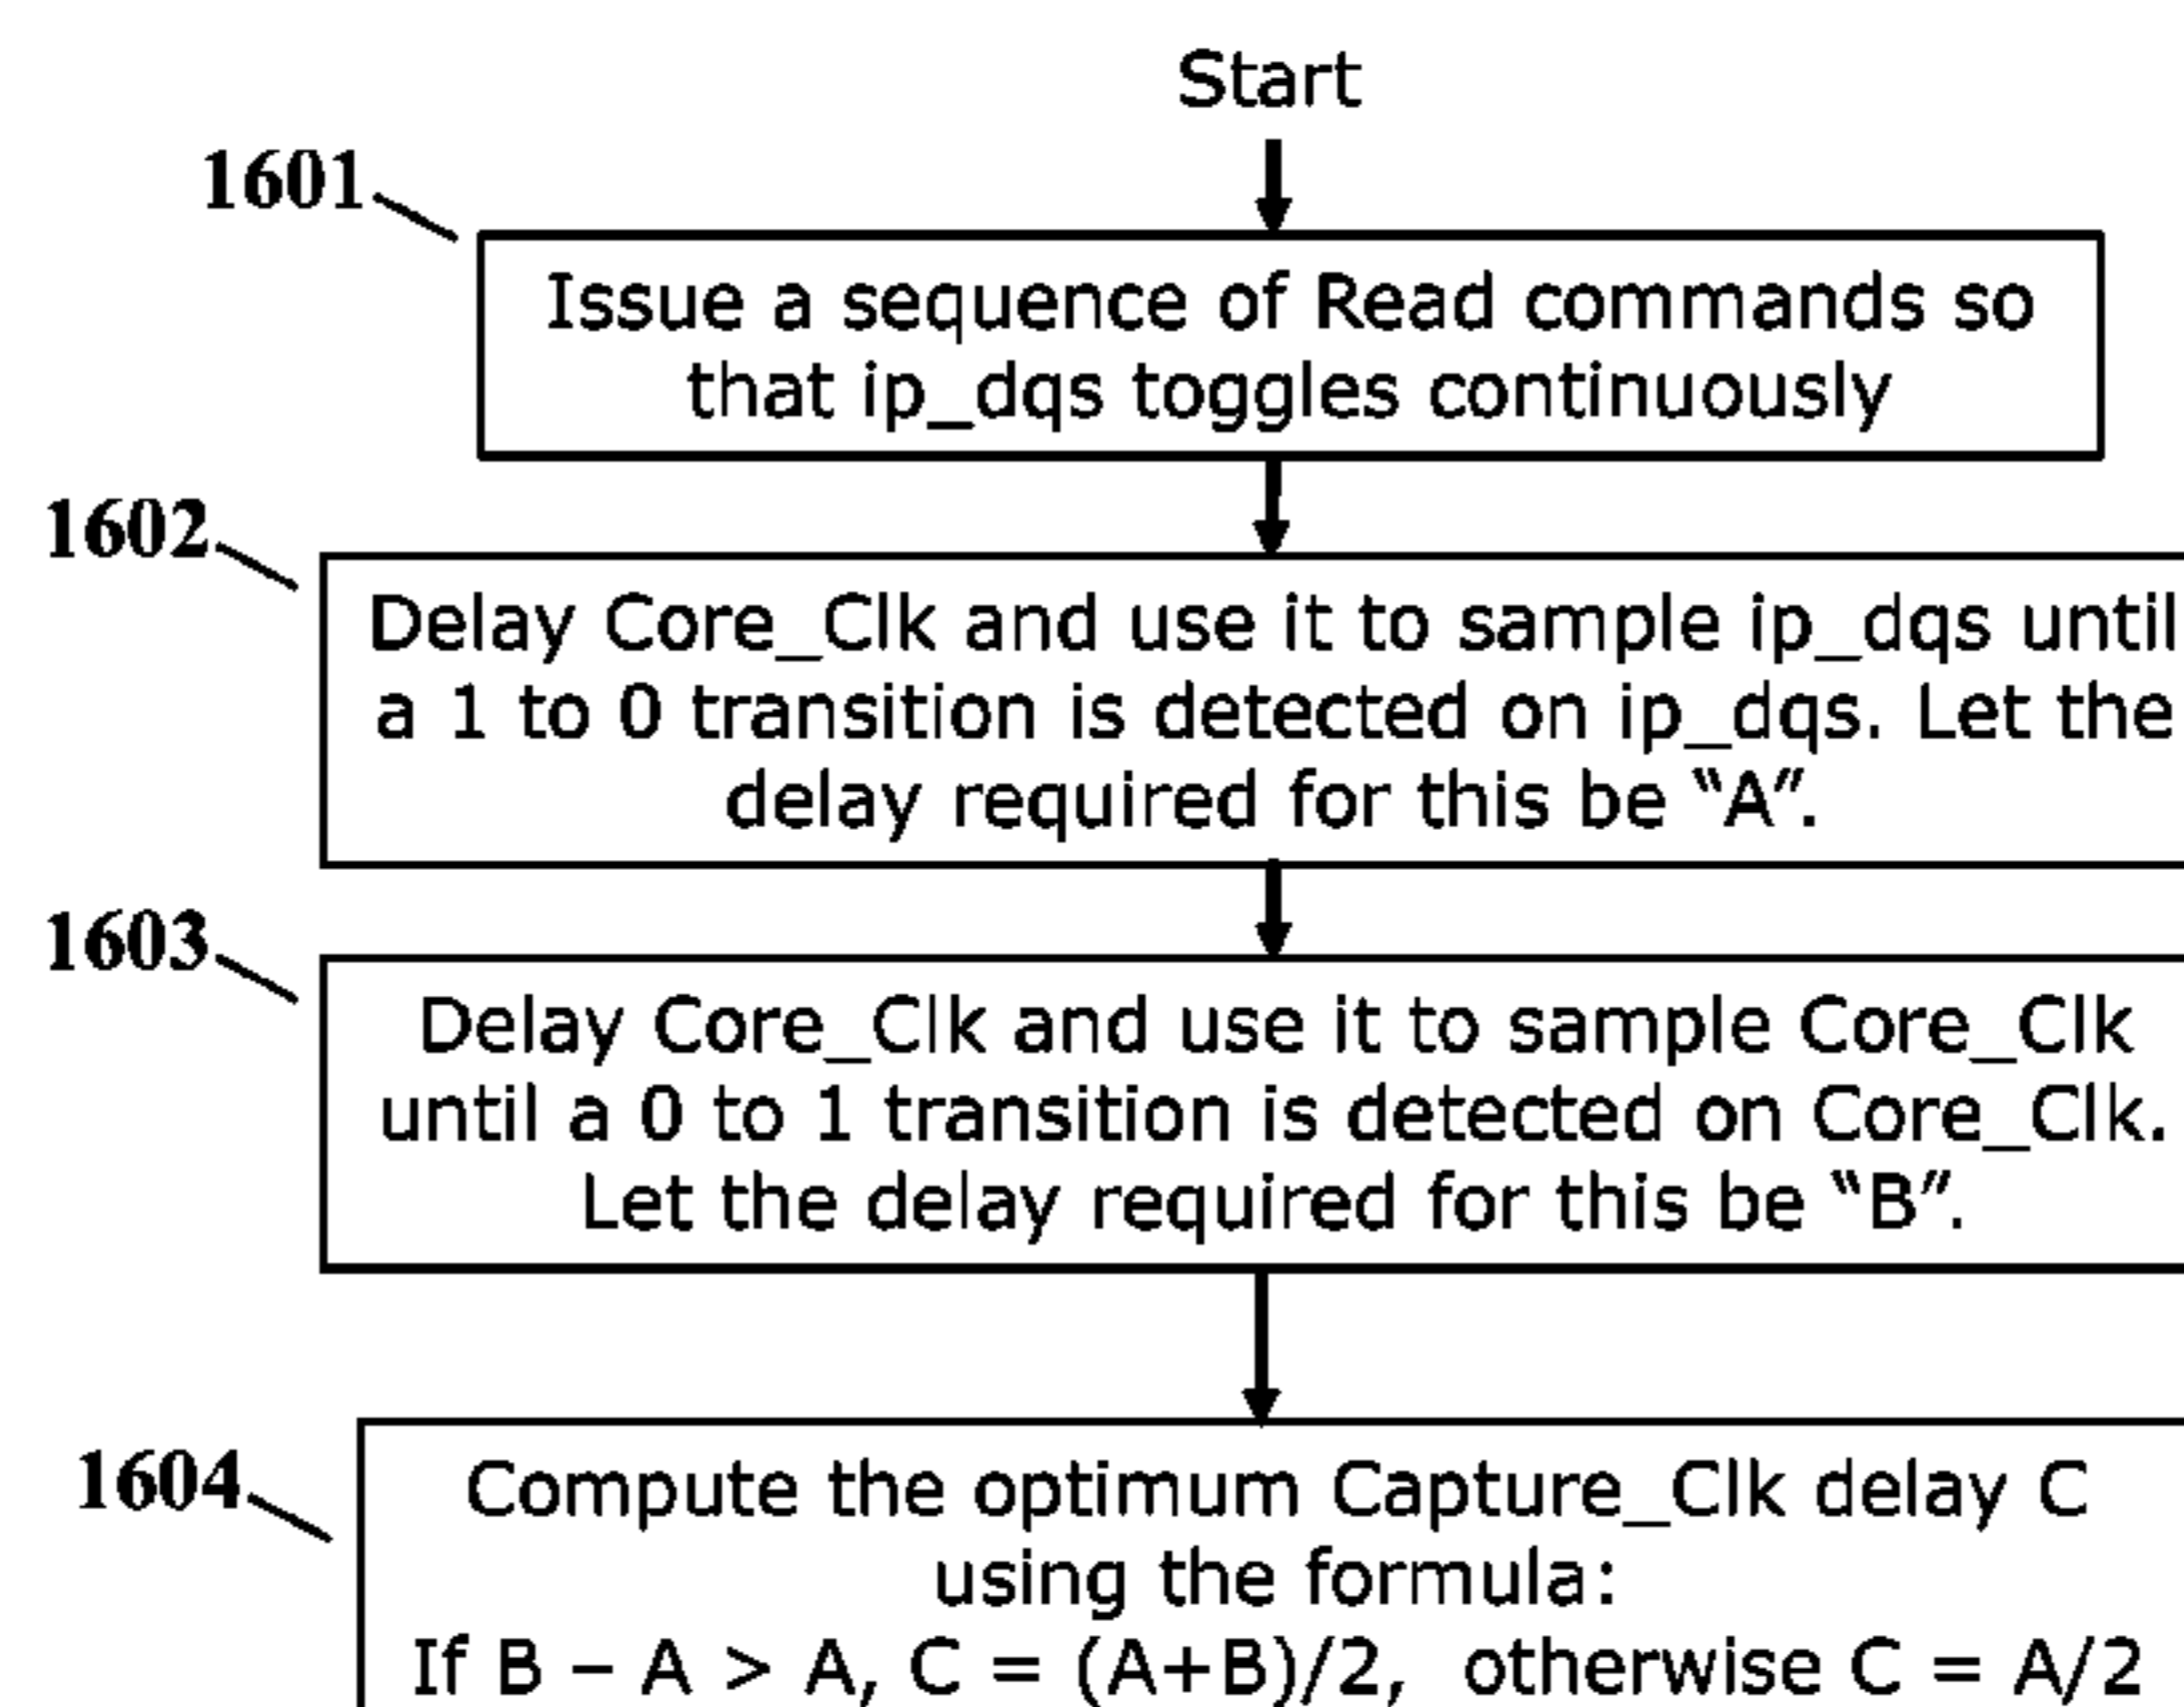 Start
1601
Issue a sequence of Read commands so
that ip_dqs toggles continuously
1602
Delay Core_Clk and use it to sample ip_dqs until
a 1 to 0 transition is detected on ip_dqs. Let the
delay required for this be “A”.
1603
Delay Core_Clk and use it to sample Core_Clk
until a 0 to 1 transition is detected on Core_Clk.
Let the delay required for this be “B”.
1604
Compute the optimum Capture_Clk delay C
using the formula:
If B – A > A, C = (A+B)/2, otherwise C = A/2